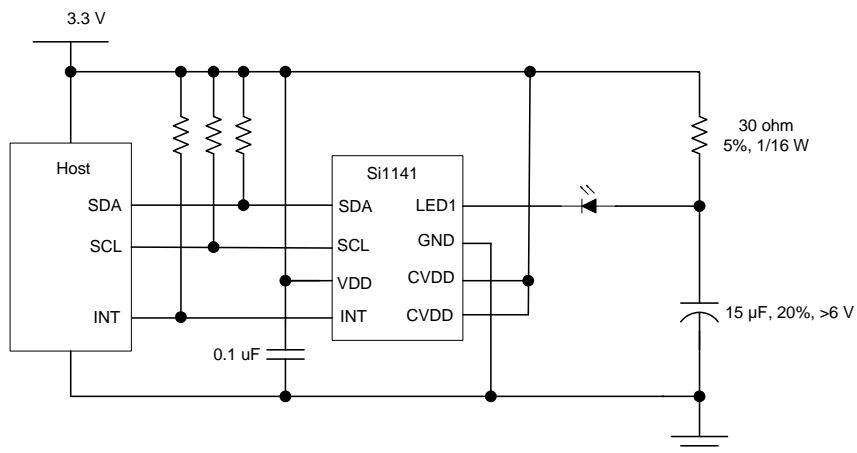 3.3 V
30 ohm
5%, 1/16 W
Host
Si1141
SDA
SDA
LED1
SCL
SCL
GND
VDD
CVDD
INT
INT
CVDD
15 µF, 20%, >6 V
0.1 uF